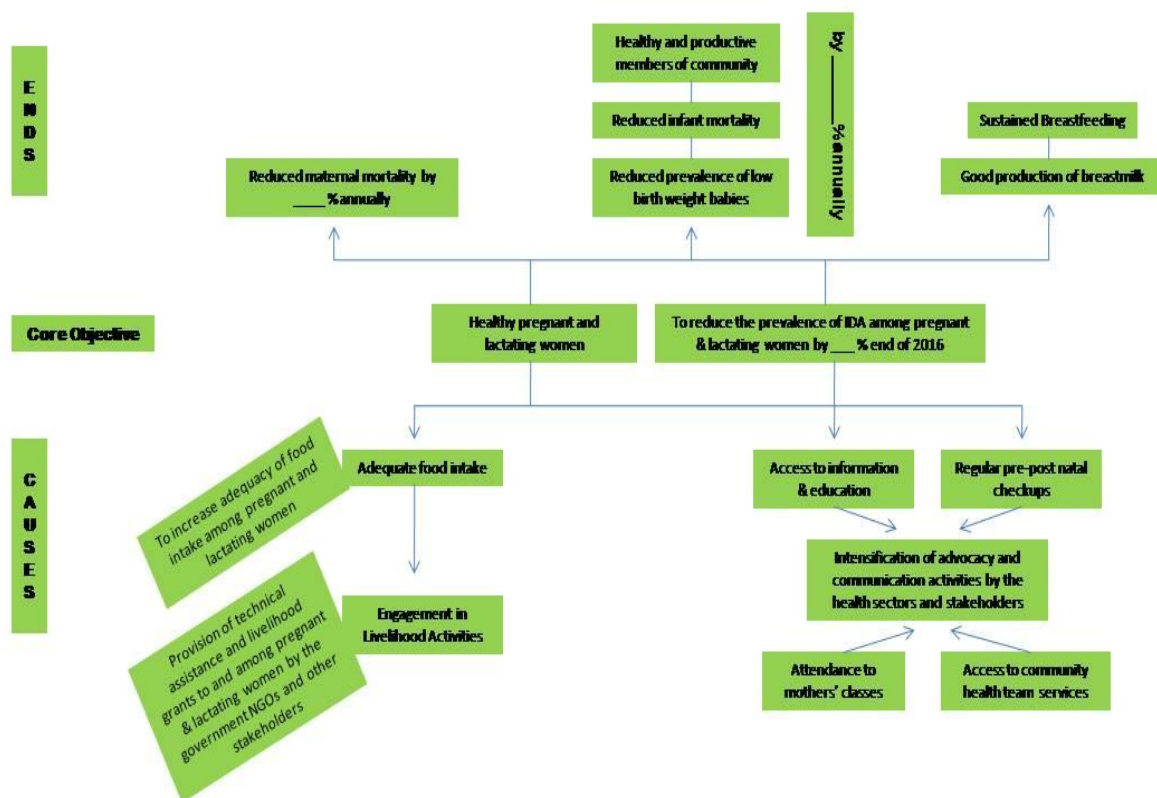 ENDS
Healthy and productive
members of community
by _____% annually
Reduced infant mortality
Sustained Breastfeeding
Reduced maternal mortality by
____ % annually
Reduced prevalence of low
birth weight babies
Good production of breastmilk
Core Objective
Healthy pregnant and
lactating women
To reduce the prevalence of IDA among pregnant
& lactating women by ___ % end of 2016
CAUSES
To increase adequacy of food
intake among pregnant and
lactating women
Adequate food intake
Access to information
& education
Regular pre-post natal
checkups
Intensification of advocacy and
communication activities by the
health sectors and stakeholders
Provision of technical
assistance and livelihood
grants to and among pregnant
& lactating women by the
government NGOs and other
stakeholders
Engagement in
Livelihood Activities
Attendance to
mothers' classes
Access to community
health team services